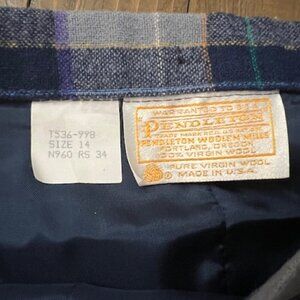 T536-998
SIZE 14
N960 RS 34
WARRANTED TO BE A
PENDLETON
TRADE MARK REG. U.S. PAT. OFF.
PENDLETON WOOLEN MILLS
PORTLAND, OREGON
100% VIRGIN WOOL
PURE VIRGIN WOOL
MADE IN U.S.A.